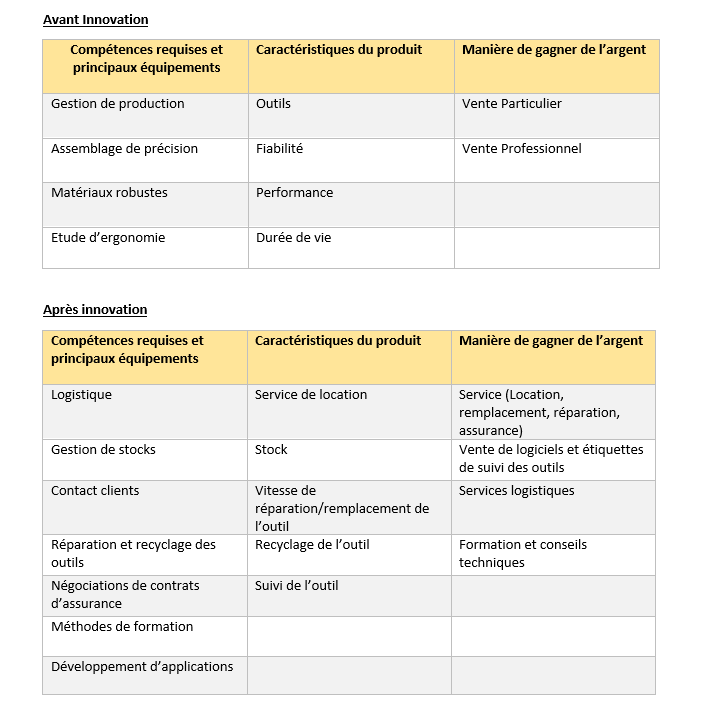 Avant Innovation
Compétences requises et principaux équipements | Caractéristiques du produit | Manière de gagner de l’argent
Gestion de production | Outils | Vente Particulier
Assemblage de précision | Fiabilité | Vente Professionnel
Matériaux robustes | Performance
Etude d’ergonomie | Durée de vie
Après innovation
Compétences requises et principaux équipements | Caractéristiques du produit | Manière de gagner de l’argent
Logistique | Service de location | Service (Location, remplacement, réparation, assurance)
Gestion de stocks | Stock | Vente de logiciels et étiquettes de suivi des outils
Contact clients | Vitesse de réparation/remplacement de l’outil | Services logistiques
Réparation et recyclage des outils | Recyclage de l’outil | Formation et conseils techniques
Négociations de contrats d’assurance | Suivi de l’outil
Méthodes de formation
Développement d’applications